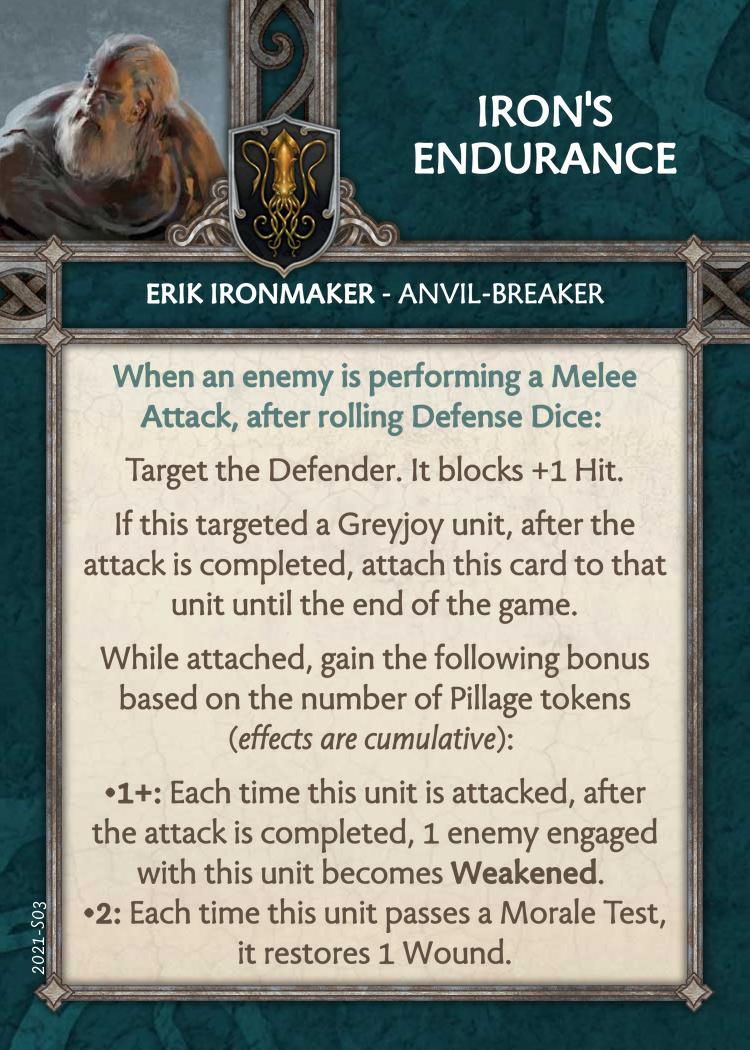 IRON'S
ENDURANCE
ERIK IRONMAKER - ANVIL-BREAKER
When an enemy is performing a Melee
Attack, after rolling Defense Dice:
Target the Defender. It blocks +1 Hit.
If this targeted a Greyjoy unit, after the
attack is completed, attach this card to that
unit until the end of the game.
While attached, gain the following bonus
based on the number of Pillage tokens
(effects are cumulative):
•1+: Each time this unit is attacked, after
the attack is completed, 1 enemy engaged
with this unit becomes Weakened.
•2: Each time this unit passes a Morale Test,
it restores 1 Wound.
2021-S03